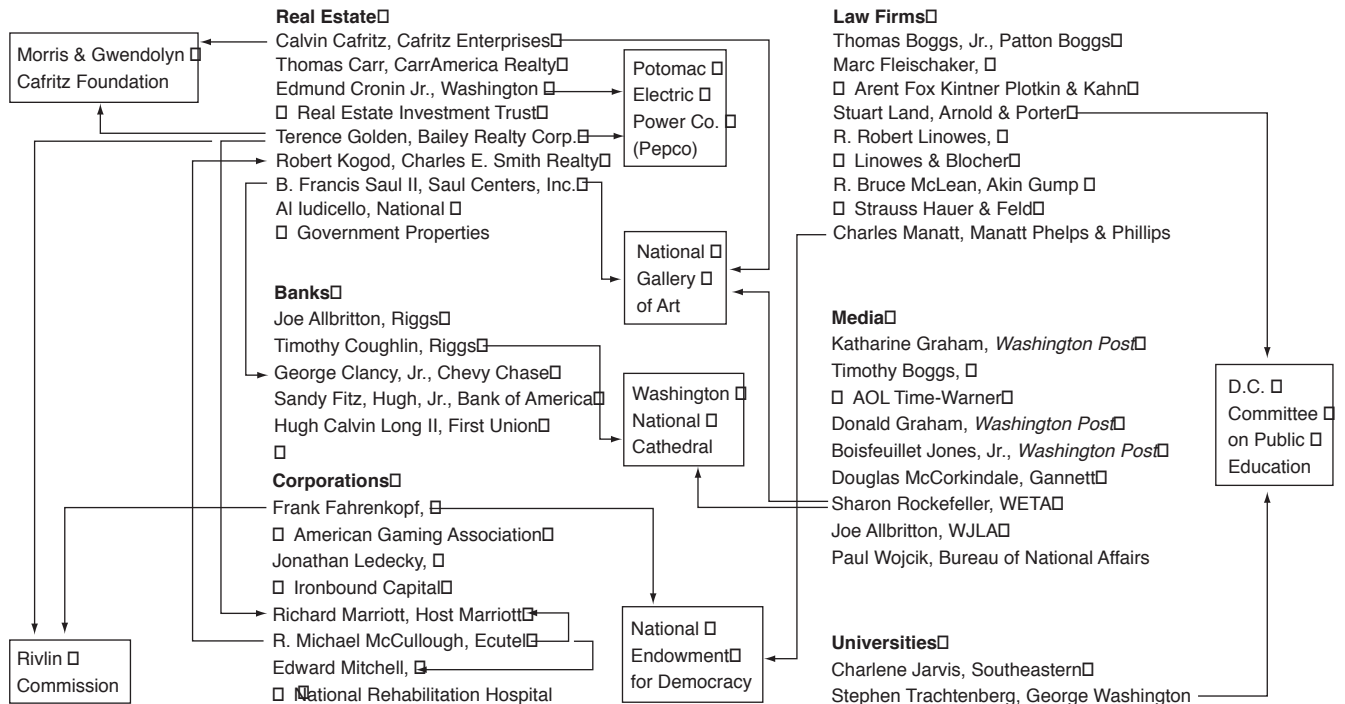 Morris & Gwendolyn
Cafritz Foundation
Rivlin
Commission
Real Estate
Calvin Cafritz, Cafritz Enterprises
Thomas Carr, CarrAmerica Realty
Edmund Cronin Jr., Washington
Real Estate Investment Trust
Terence Golden, Bailey Realty Corp.
Robert Kogod, Charles E. Smith Realty
B. Francis Saul II, Saul Centers, Inc.
Al Iudicello, National
Government Properties
Banks
Joe Allbritton, Riggs
Timothy Coughlin, Riggs
George Clancy, Jr., Chevy Chase
Sandy Fitz, Hugh, Jr., Bank of America
Hugh Calvin Long II, First Union
Corporations
Frank Fahrenkopf,
American Gaming Association
Jonathan Ledecky,
Ironbound Capital
Richard Marriott, Host Marriott
R. Michael McCullough, Ecutel
Edward Mitchell,
National Rehabilitation Hospital
Potomac
Electric
Power Co.
(Pepco)
National
Gallery
of Art
Washington
National
Cathedral
National
Endowment
for Democracy
Law Firms
Thomas Boggs, Jr., Patton Boggs
Marc Fleischaker,
Arent Fox Kintner Plotkin & Kahn
Stuart Land, Arnold & Porter
R. Robert Linowes,
Linowes & Blocher
R. Bruce McLean, Akin Gump
Strauss Hauer & Feld
Charles Manatt, Manatt Phelps & Phillips
Media
Katharine Graham, Washington Post
Timothy Boggs,
AOL Time-Warner
Donald Graham, Washington Post
Boisfeuillet Jones, Jr., Washington Post
Douglas McCorkindale, Gannett
Sharon Rockefeller, WETA
Joe Allbritton, WJLA
Paul Wojcik, Bureau of National Affairs
Universities
Charlene Jarvis, Southeastern
Stephen Trachtenberg, George Washington
D.C.
Committee
on Public
Education